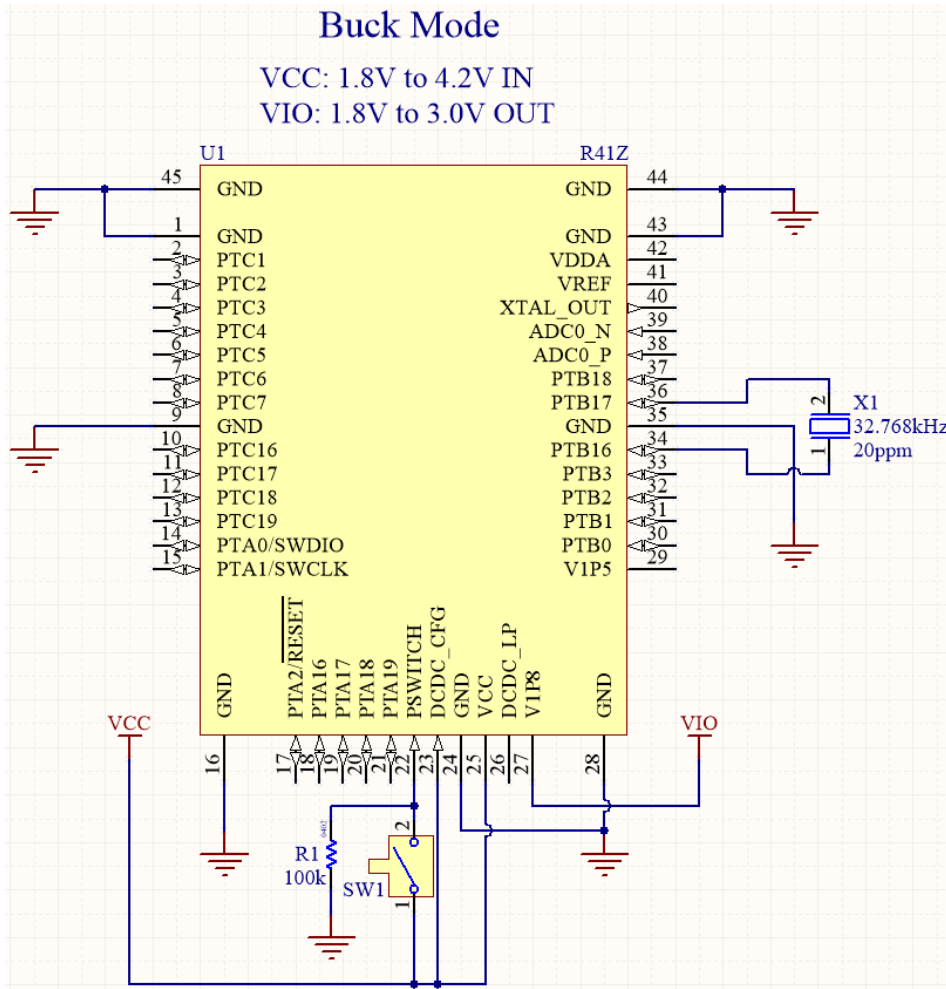 Buck Mode
VCC: 1.8V to 4.2V IN
VIO: 1.8V to 3.0V OUT
U1 R41Z
45 GND GND 44
1 GND GND 43
2 PTC1 VDDA 42
3 PTC2 VREF 41
4 PTC3 XTAL_OUT 40
5 PTC4 ADC0_N 39
6 PTC5 ADC0_P 38
7 PTC6 PTB18 37
8 PTC7 PTB17 36
9 GND GND 35
10 PTC16 PTB16 34
11 PTC17 PTB3 33
12 PTC18 PTB2 32
13 PTC19 PTB1 31
14 PTA0/SWDIO PTB0 30
15 PTA1/SWCLK V1P5 29
2 X1
32.768kHz
1 20ppm
GND
PTA2/RESET
PTA16
PTA17
PTA18
PTA19
PSWITCH
DCDC_CFG
GND
VCC
DCDC_LP
V1P8
GND
VCC VIO
16 17 18 19 20 21 22 23 24 25 26 27 28
0402
R1
100k
2
SW1
1